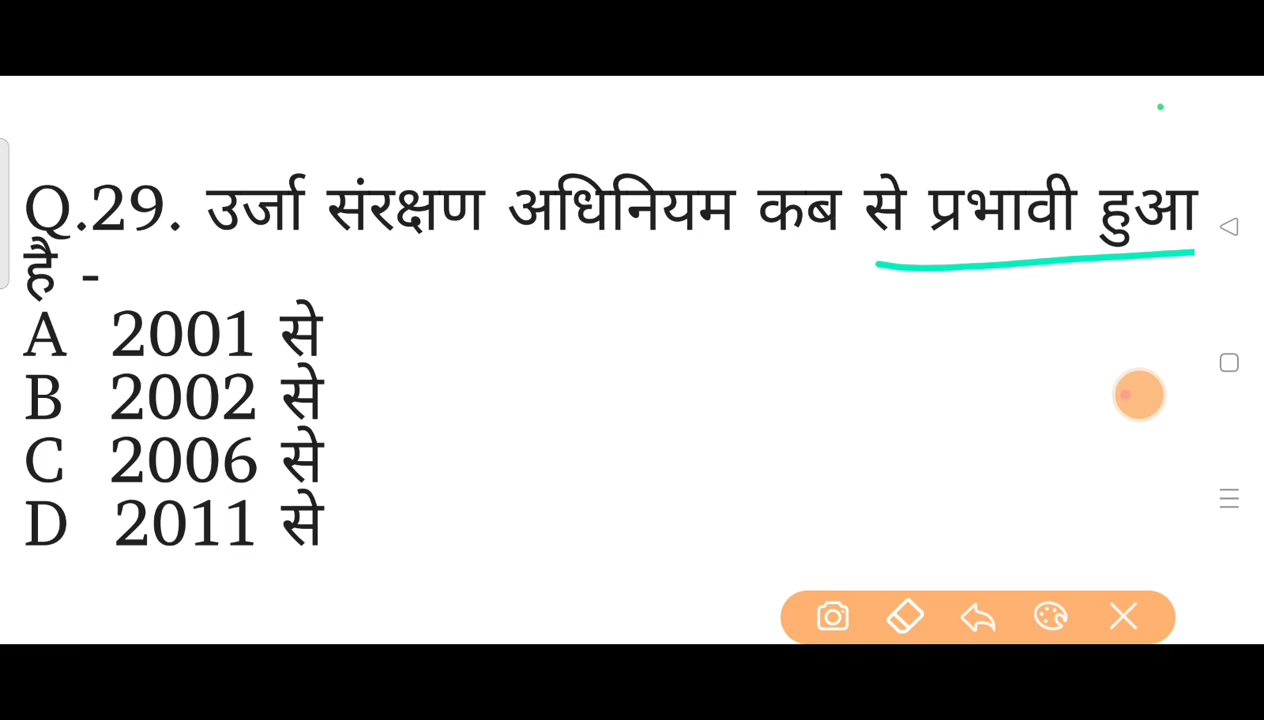 Q.29. उर्जा संरक्षण अधिनियम कब से प्रभावी हुआ
है -
A 2001 से
B 2002 से
C 2006 से
D 2011 से